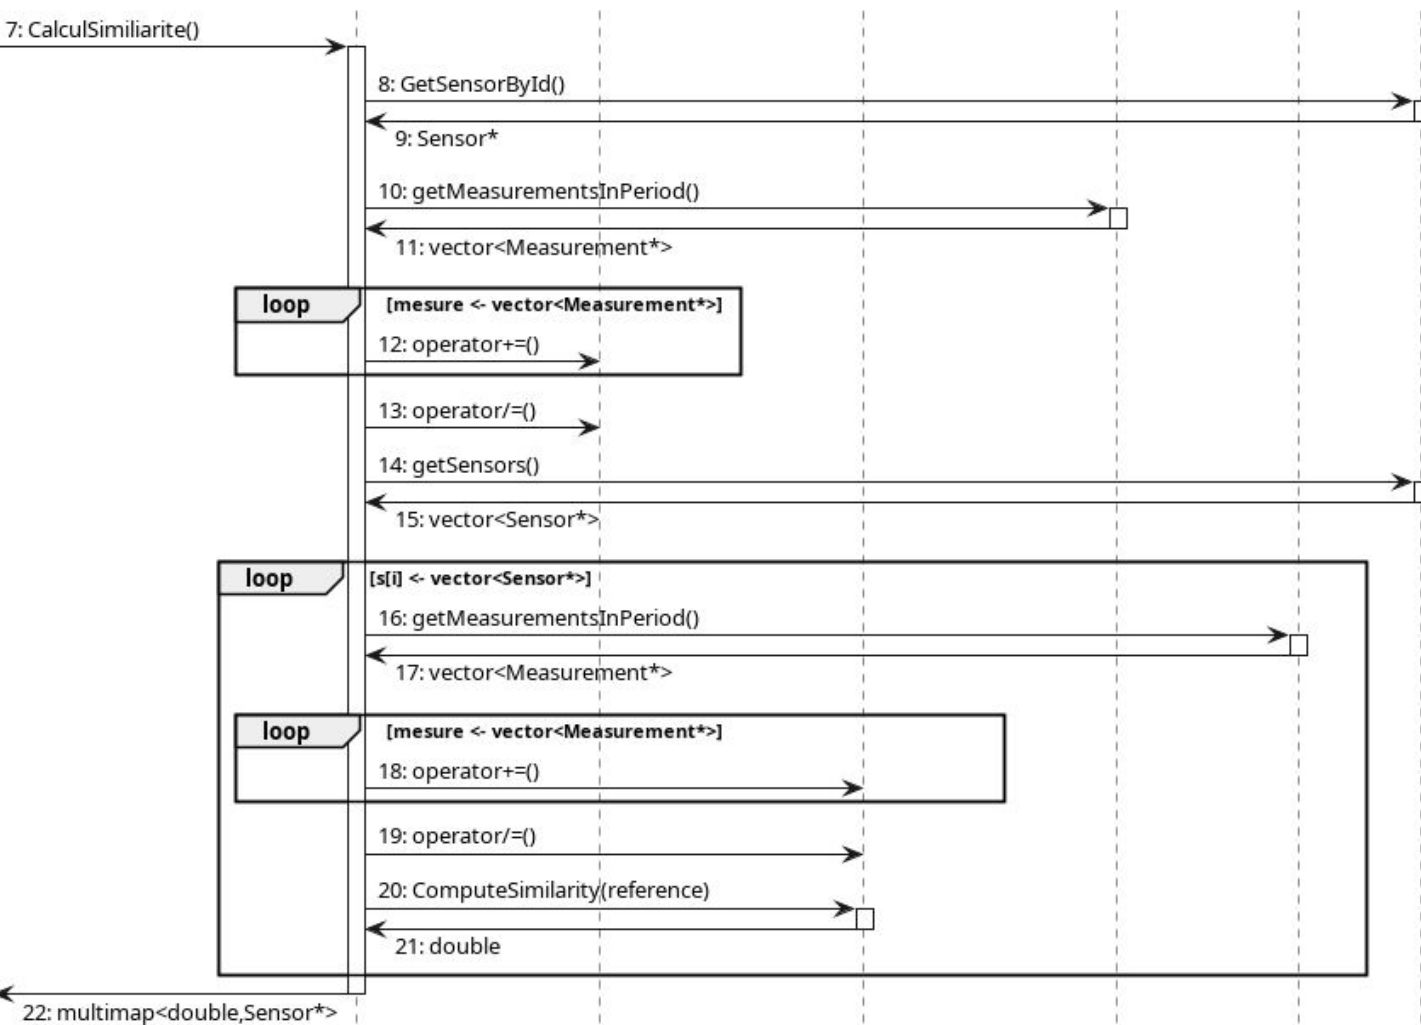 7: CalculSimiliarite()
8: GetSensorById()
9: Sensor*
10: getMeasurementsInPeriod()
11: vector<Measurement*>
loop [mesure <- vector<Measurement*>]
12: operator+=()
13: operator/=()
14: getSensors()
15: vector<Sensor*>
loop [s[i] <- vector<Sensor*>]
16: getMeasurementsInPeriod()
17: vector<Measurement*>
loop [mesure <- vector<Measurement*>]
18: operator+=()
19: operator/=()
20: ComputeSimilarity(reference)
21: double
22: multimap<double,Sensor*>